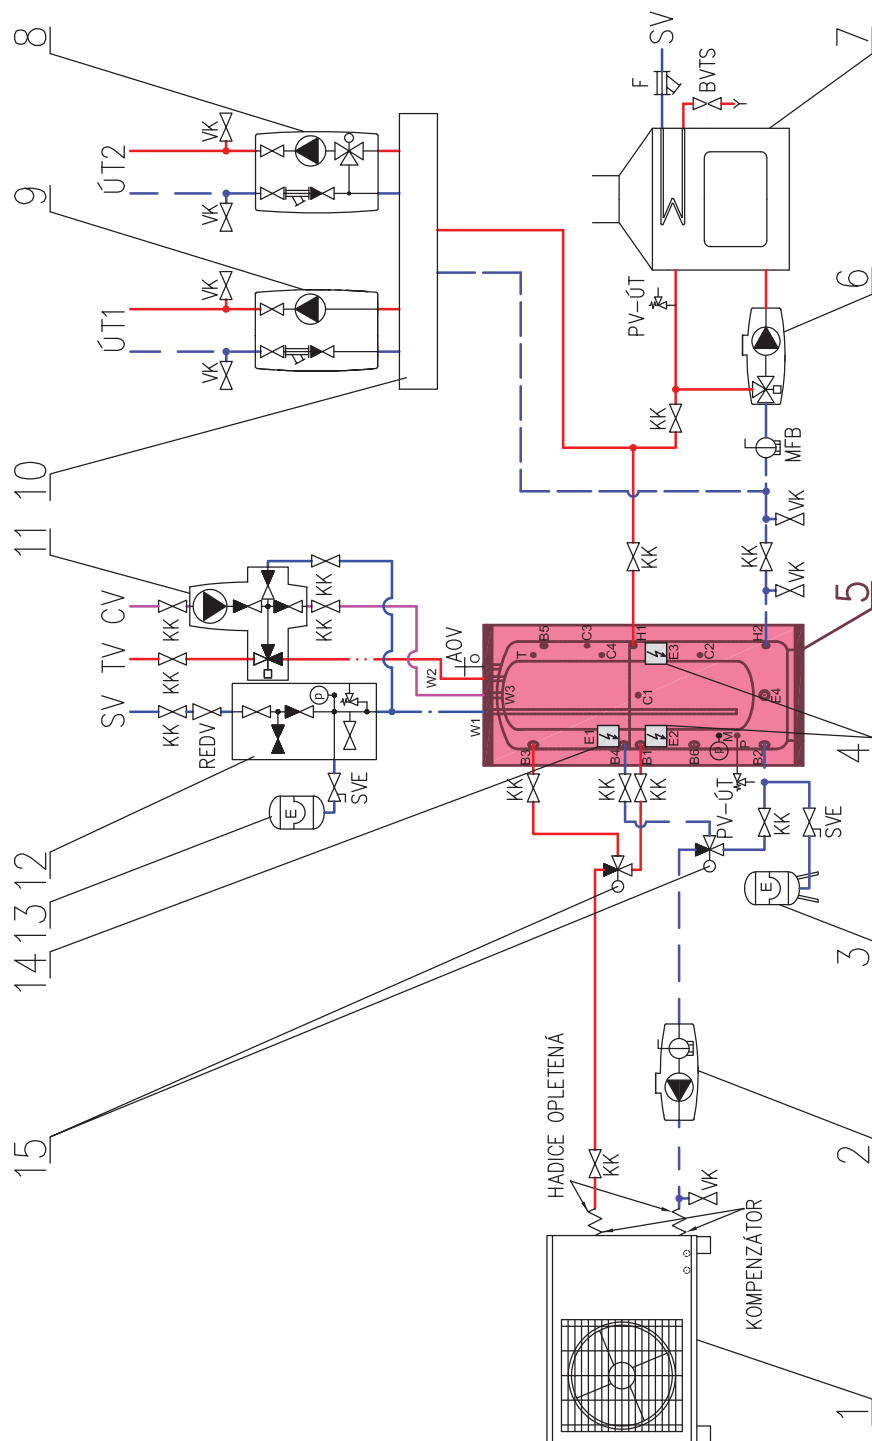 8
9
10
11
12
13
14
15
ÚT2
ÚT1
VK
VK
VK
VK
SV
F
BVTS
7
PV-ÚT
6
KK
MFB
VK
KK
VK
KK
CV
TV
SV
KK
KK
KK
REDV
KK
KK
P
E
SVE
AOV
O
W2
W3
W1
B5
C3
H1
H2
T
C4
E3
C2
C1
E4
E1
E2
B3
B4
B1
B6
M
P
P
B2
5
4
KK
KK
KK
PV-ÚT
KK
SVE
E
3
HADICE OPLETENÁ
KK
VK
KOMPENZÁTOR
2
1